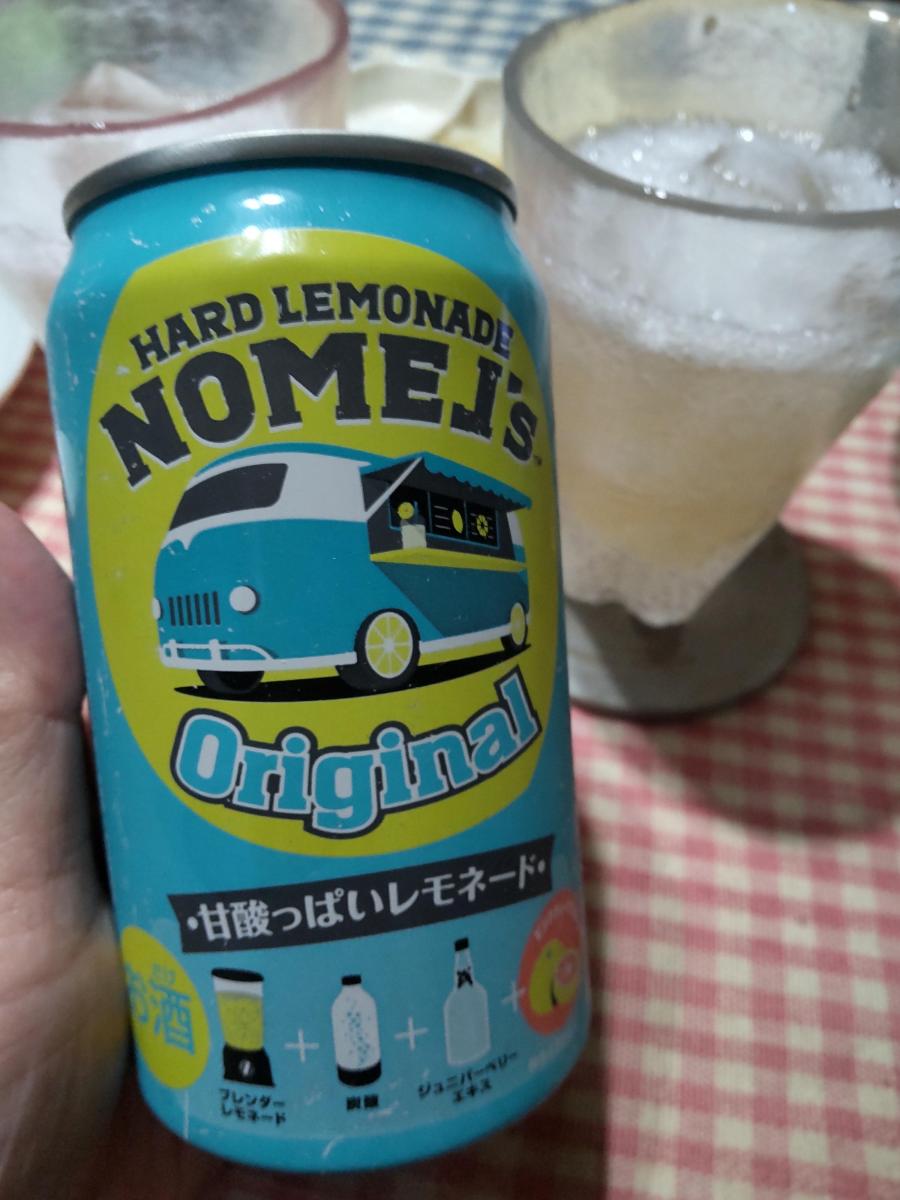 HARD LEMONADE
NOMEL's
Original
・甘酸っぱいレモネード・
お酒
ブレンダー
レモネード
炭酸
ジュニパーベリー
エキス